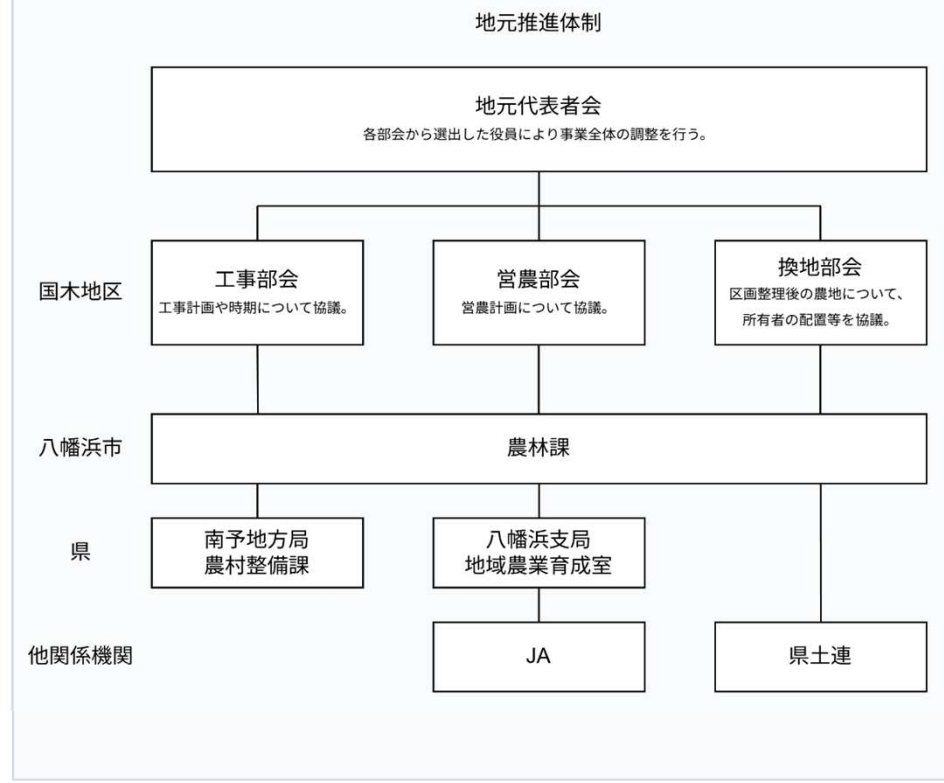 地元推進体制
地元代表者会
各部会から選出した役員により事業全体の調整を行う。
国木地区
工事部会
工事計画や時期について協議。
営農部会
営農計画について協議。
換地部会
区画整理後の農地について、
所有者の配置等を協議。
八幡浜市
農林課
県
南予地方局
農村整備課
八幡浜支局
地域農業育成室
他関係機関
JA
県土連